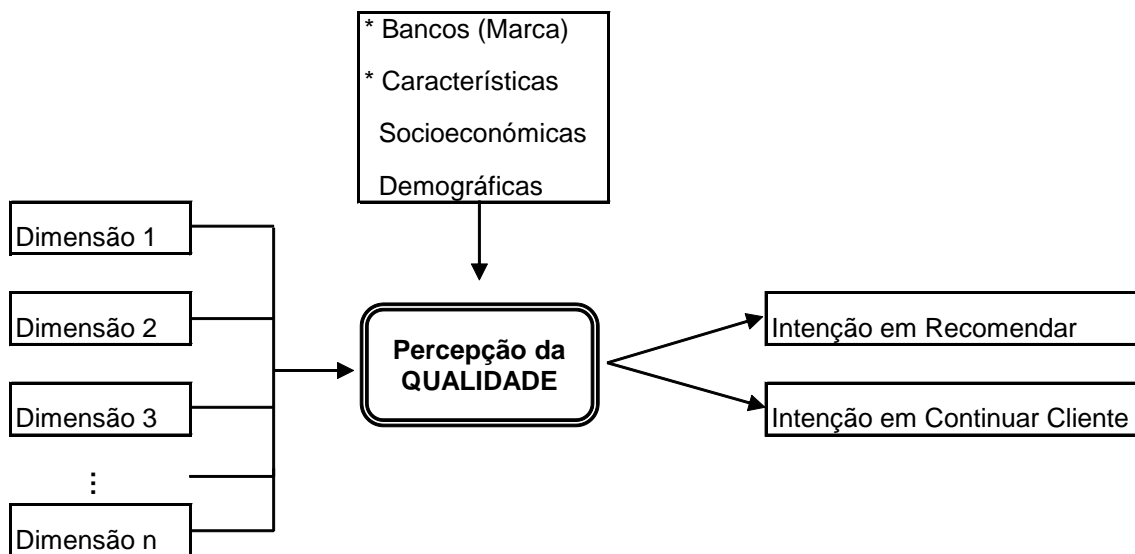 * Bancos (Marca)
* Características
Socioeconómicas
Demográficas
Dimensão 1
Dimensão 2
Dimensão 3
...
Dimensão n
Percepção da
QUALIDADE
Intenção em Recomendar
Intenção em Continuar Cliente